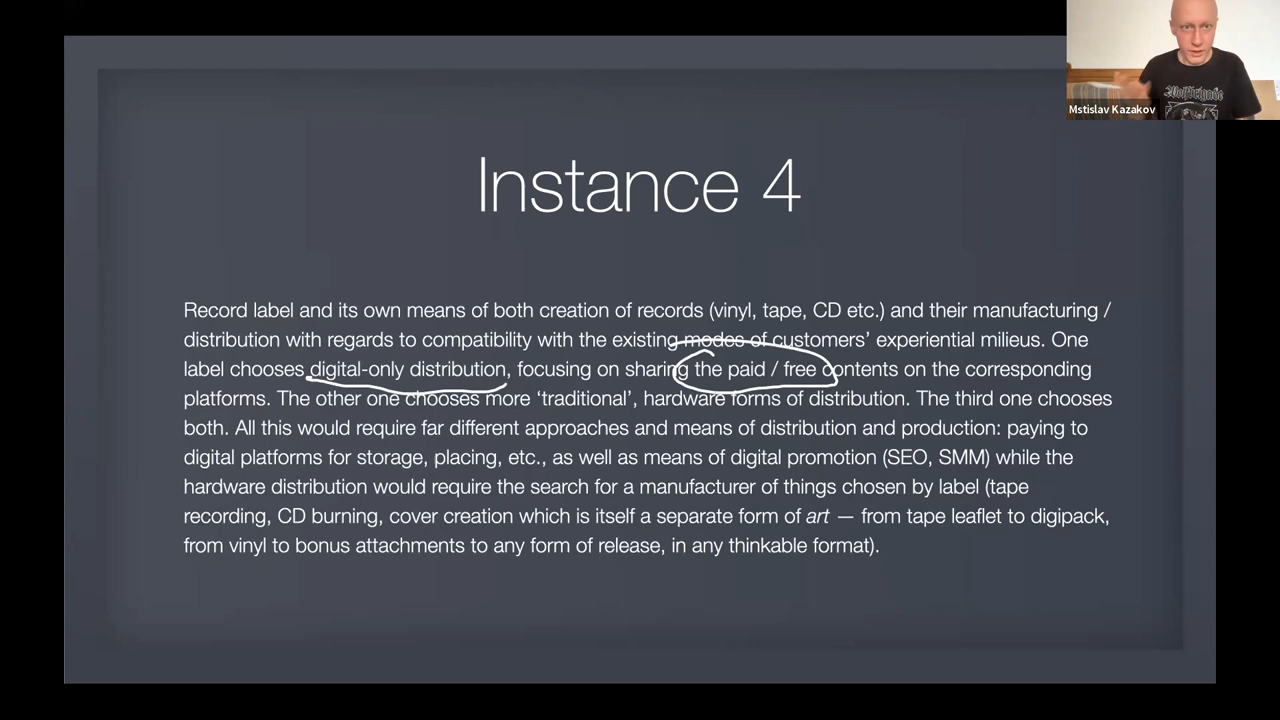 Wolfbrigade
Mstislav Kazakov
Instance 4
Record label and its own means of both creation of records (vinyl, tape, CD etc.) and their manufacturing /
distribution with regards to compatibility with the existing modes of customers’ experiential milieus. One
label chooses digital-only distribution, focusing on sharing the paid / free contents on the corresponding
platforms. The other one chooses more ‘traditional’, hardware forms of distribution. The third one chooses
both. All this would require far different approaches and means of distribution and production: paying to
digital platforms for storage, placing, etc., as well as means of digital promotion (SEO, SMM) while the
hardware distribution would require the search for a manufacturer of things chosen by label (tape
recording, CD burning, cover creation which is itself a separate form of art — from tape leaflet to digipack,
from vinyl to bonus attachments to any form of release, in any thinkable format).